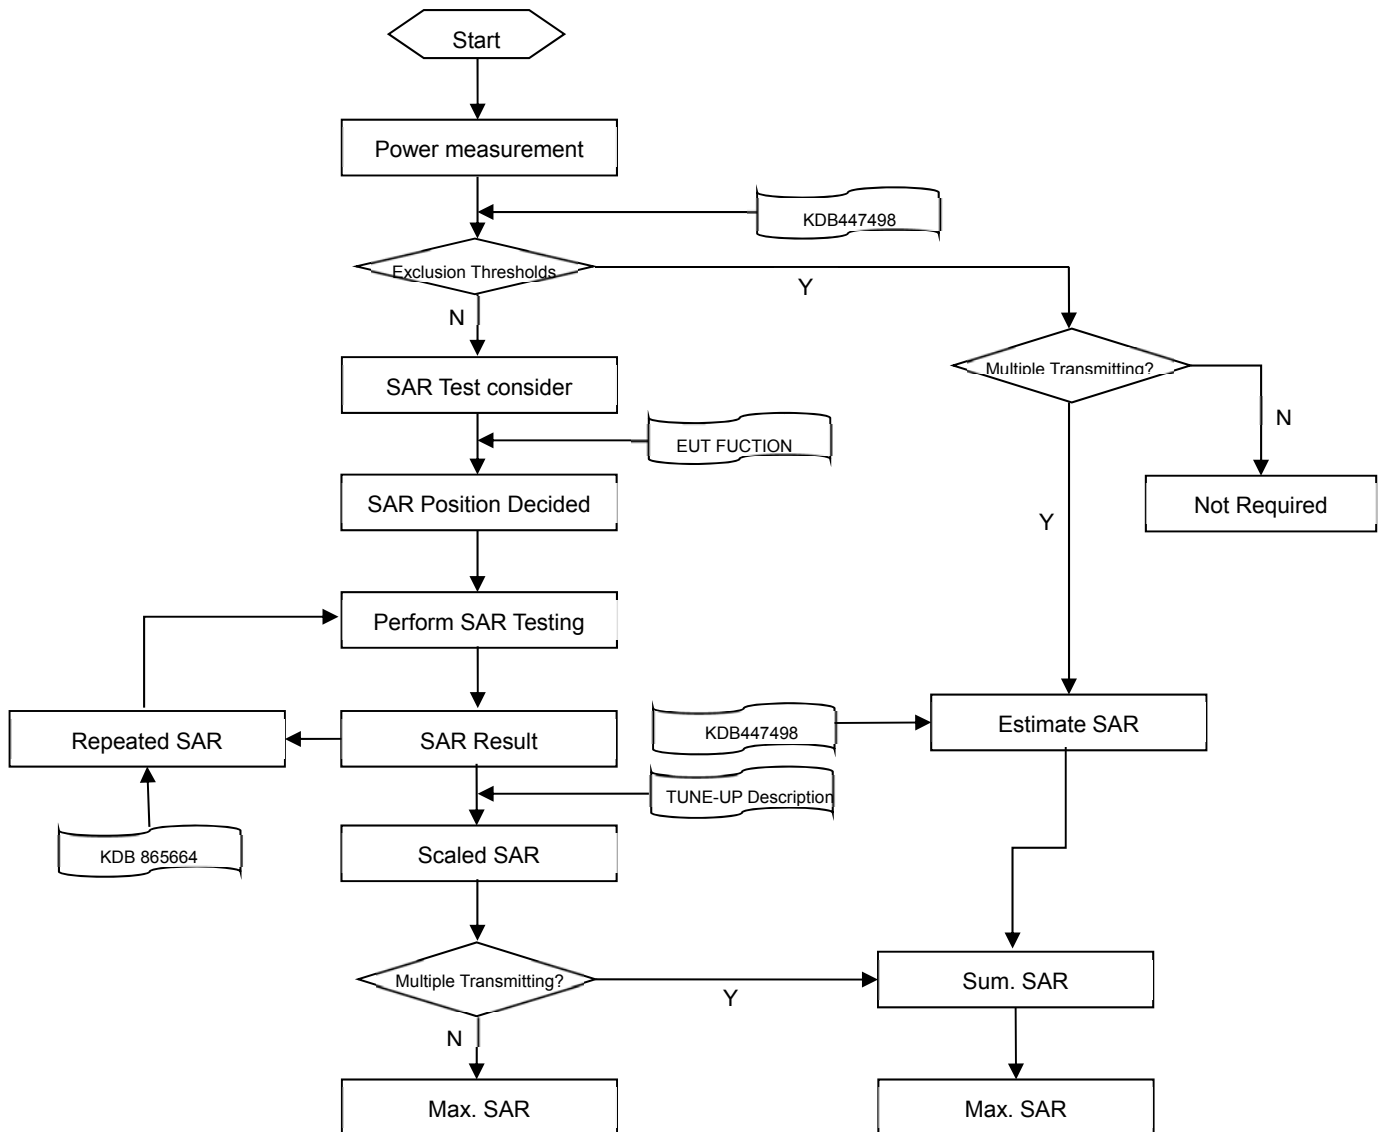 Start
Power measurement
KDB447498
Exclusion Thresholds
Y
N
Multiple Transmitting?
SAR Test consider
N
EUT FUCTION
SAR Position Decided
Not Required
Y
Perform SAR Testing
Repeated SAR
SAR Result
KDB447498
Estimate SAR
TUNE-UP Description
KDB 865664
Scaled SAR
Multiple Transmitting?
Y
Sum. SAR
N
Max. SAR
Max. SAR